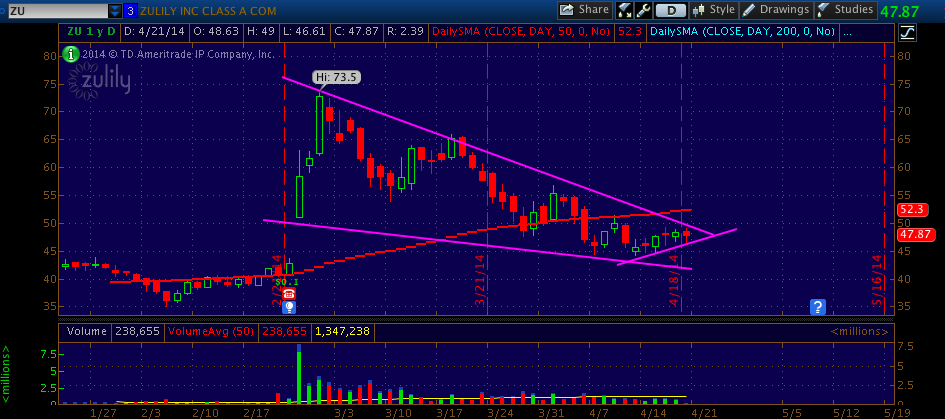 ZU 3 ZULILY INC CLASS A COM Share D Style Drawings Studies 47.87
ZU 1 y D D: 4/21/14 O: 48.63 H: 49 L: 46.61 C: 47.87 R: 2.39 DailySMA (CLOSE, DAY, 50, 0, No) 52.3 DailySMA (CLOSE, DAY, 200, 0, No) ...
i 2014 © TD Ameritrade IP Company, Inc.
zulily
Hi: 73.5
80 80
75 75
70 70
65 65
60 60
55 55
52.3
50 50
47.87
45 45
40 40
35 35
$0.1
3/21/14
4/18/14
5/16/14
?
Volume 238,655 VolumeAvg (50) 238,655 1,347,238 <millions>
<millions>
7.5 7.5
5 5
2.5 2.5
0 0
1/27 2/3 2/10 2/17 3/3 3/10 3/17 3/24 3/31 4/7 4/14 4/21 5/5 5/12 5/19